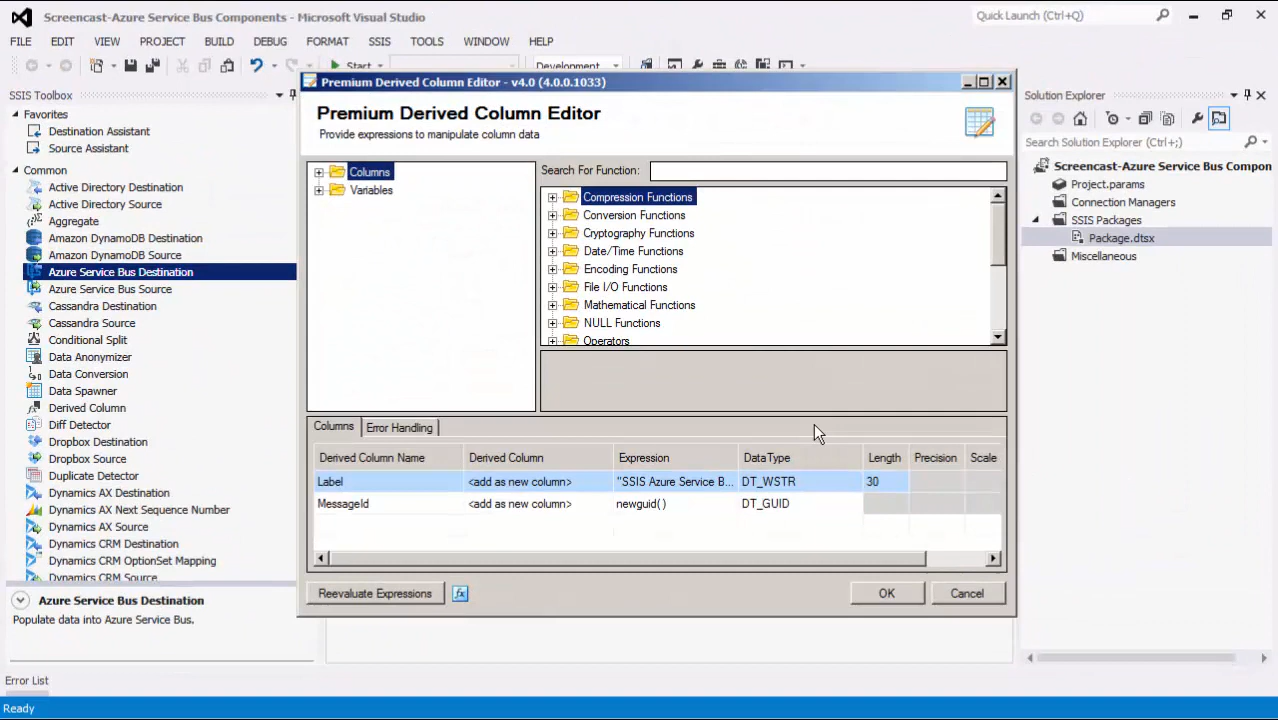 Screencast-Azure Service Bus Components - Microsoft Visual Studio
Quick Launch (Ctrl+Q)
FILE EDIT VIEW PROJECT BUILD DEBUG FORMAT SSIS TOOLS WINDOW HELP
Start
Development
SSIS Toolbox
Favorites
Destination Assistant
Source Assistant
Common
Active Directory Destination
Active Directory Source
Aggregate
Amazon DynamoDB Destination
Amazon DynamoDB Source
Azure Service Bus Destination
Azure Service Bus Source
Cassandra Destination
Cassandra Source
Conditional Split
Data Anonymizer
Data Conversion
Data Spawner
Derived Column
Diff Detector
Dropbox Destination
Dropbox Source
Duplicate Detector
Dynamics AX Destination
Dynamics AX Next Sequence Number
Dynamics AX Source
Dynamics CRM Destination
Dynamics CRM OptionSet Mapping
Dynamics CRM Source
Azure Service Bus Destination
Populate data into Azure Service Bus.
Error List
Ready
Premium Derived Column Editor - v4.0 (4.0.0.1033)
Premium Derived Column Editor
Provide expressions to manipulate column data
Columns
Variables
Search For Function:
Compression Functions
Conversion Functions
Cryptography Functions
Date/Time Functions
Encoding Functions
File I/O Functions
Mathematical Functions
NULL Functions
Operators
Columns Error Handling
Derived Column Name Derived Column Expression DataType Length Precision Scale
Label <add as new column> "SSIS Azure Service B... DT_WSTR 30
MessageId <add as new column> newguid() DT_GUID
Reevaluate Expressions fx OK Cancel
Solution Explorer
Search Solution Explorer (Ctrl+;)
Screencast-Azure Service Bus Compon
Project.params
Connection Managers
SSIS Packages
Package.dtsx
Miscellaneous